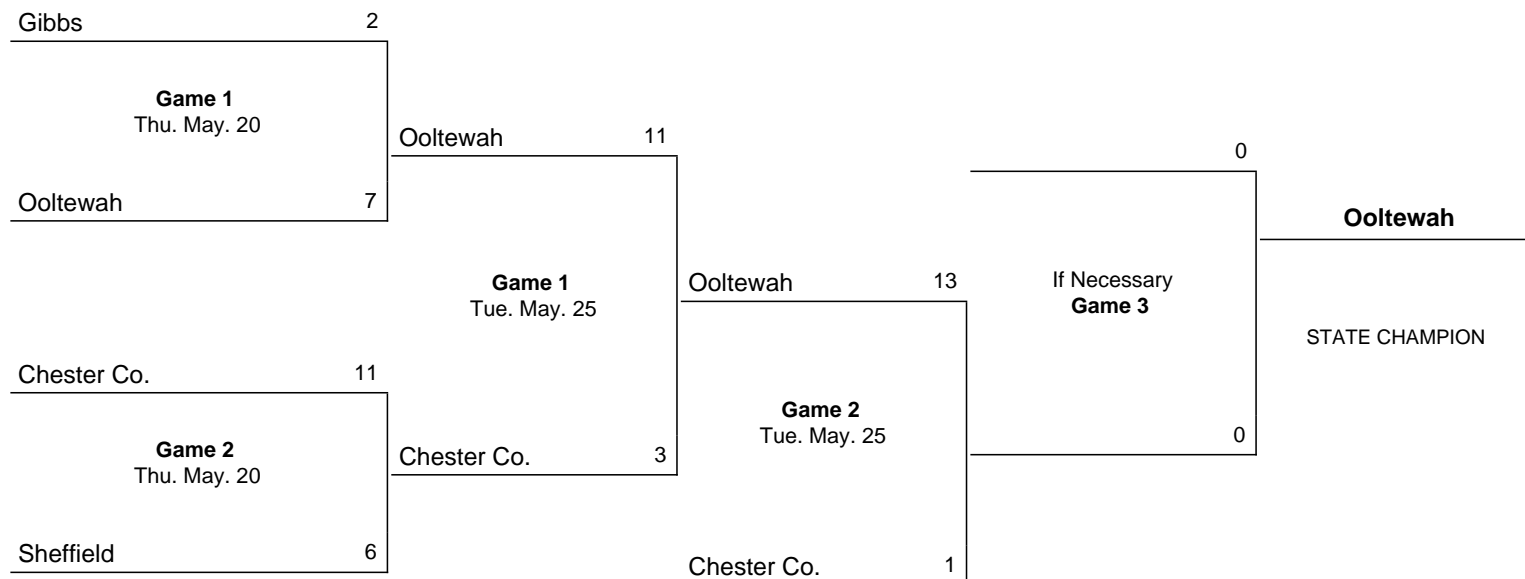 Gibbs 2
Game 1
Thu. May. 20
Ooltewah 7
Chester Co. 11
Game 2
Thu. May. 20
Sheffield 6
Ooltewah 11
Game 1
Tue. May. 25
Chester Co. 3
Ooltewah 13
Game 2
Tue. May. 25
Chester Co. 1
0
If Necessary
Game 3
0
Ooltewah
STATE CHAMPION